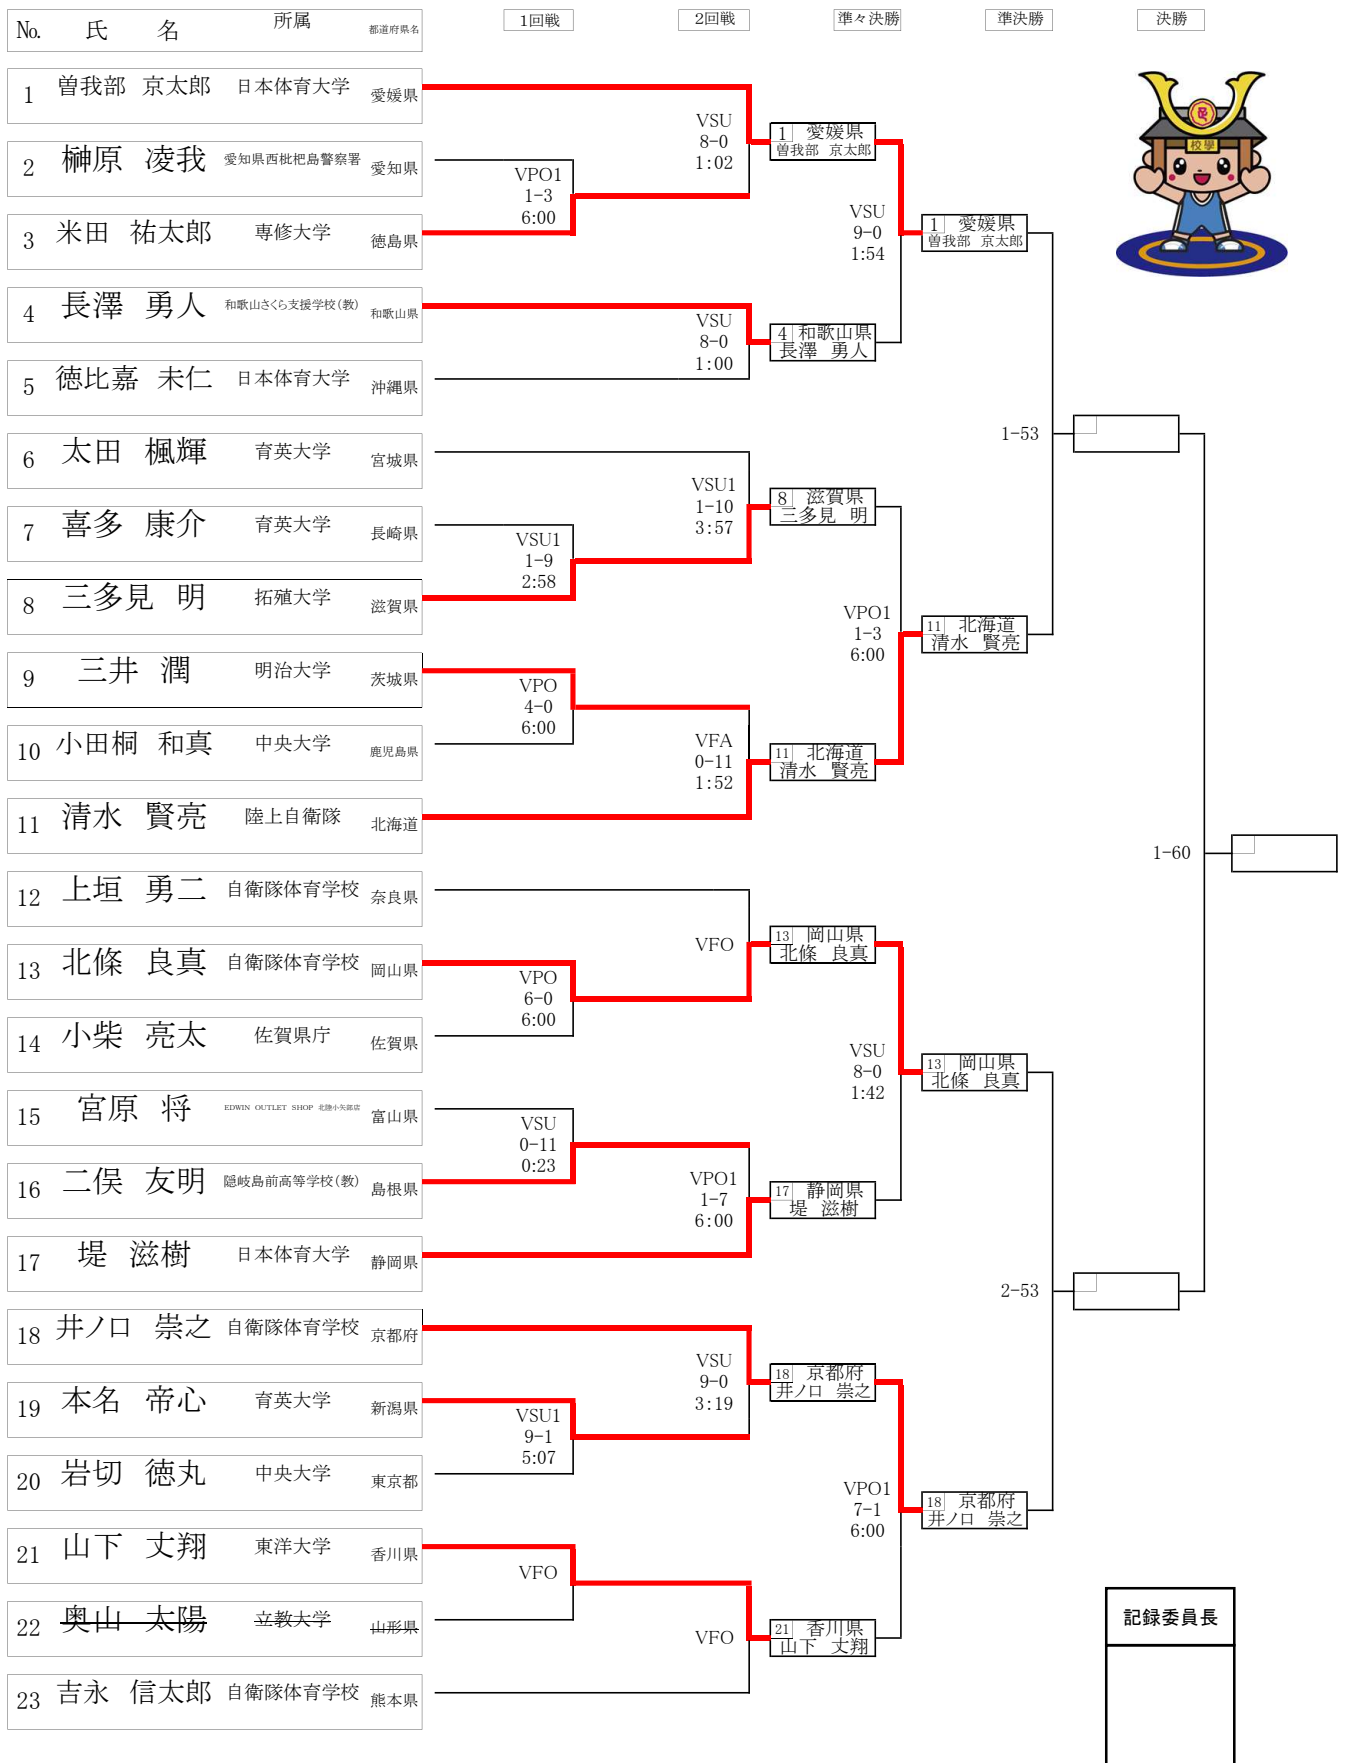 No. 氏 名 所属 都道府県名 1回戦 2回戦 準々決勝 準決勝 決勝
1 曽我部 京太郎 日本体育大学 愛媛県
2 榊原 凌我 愛知県西枇杷島警察署 愛知県
3 米田 祐太郎 専修大学 徳島県
4 長澤 勇人 和歌山さくら支援学校(教) 和歌山県
5 徳比嘉 未仁 日本体育大学 沖縄県
6 太田 楓輝 育英大学 宮城県
7 喜多 康介 育英大学 長崎県
8 三多見 明 拓殖大学 滋賀県
9 三井 潤 明治大学 茨城県
10 小田桐 和真 中央大学 鹿児島県
11 清水 賢亮 陸上自衛隊 北海道
12 上垣 勇二 自衛隊体育学校 奈良県
13 北條 良真 自衛隊体育学校 岡山県
14 小柴 亮太 佐賀県庁 佐賀県
15 宮原 将 EDWIN OUTLET SHOP 北陸小矢部店 富山県
16 二俣 友明 隠岐島前高等学校(教) 島根県
17 堤 滋樹 日本体育大学 静岡県
18 井ノ口 崇之 自衛隊体育学校 京都府
19 本名 帝心 育英大学 新潟県
20 岩切 徳丸 中央大学 東京都
21 山下 丈翔 東洋大学 香川県
22 奥山 太陽 立教大学 山形県
23 吉永 信太郎 自衛隊体育学校 熊本県
VPO1
1-3
6:00
VSU1
1-9
2:58
VPO
4-0
6:00
VPO
6-0
6:00
VSU
0-11
0:23
VSU1
9-1
5:07
VFO
VSU
8-0
1:02
VSU
8-0
1:00
VSU1
1-10
3:57
VFA
0-11
1:52
VFO
VPO1
1-7
6:00
VSU
9-0
3:19
VFO
1 愛媛県
曽我部 京太郎
4 和歌山県
長澤 勇人
8 滋賀県
三多見 明
11 北海道
清水 賢亮
13 岡山県
北條 良真
17 静岡県
堤 滋樹
18 京都府
井ノ口 崇之
21 香川県
山下 丈翔
VSU
9-0
1:54
VPO1
1-3
6:00
VSU
8-0
1:42
VPO1
7-1
6:00
1 愛媛県
曽我部 京太郎
11 北海道
清水 賢亮
13 岡山県
北條 良真
18 京都府
井ノ口 崇之
1-53
2-53
1-60
校學
記録委員長